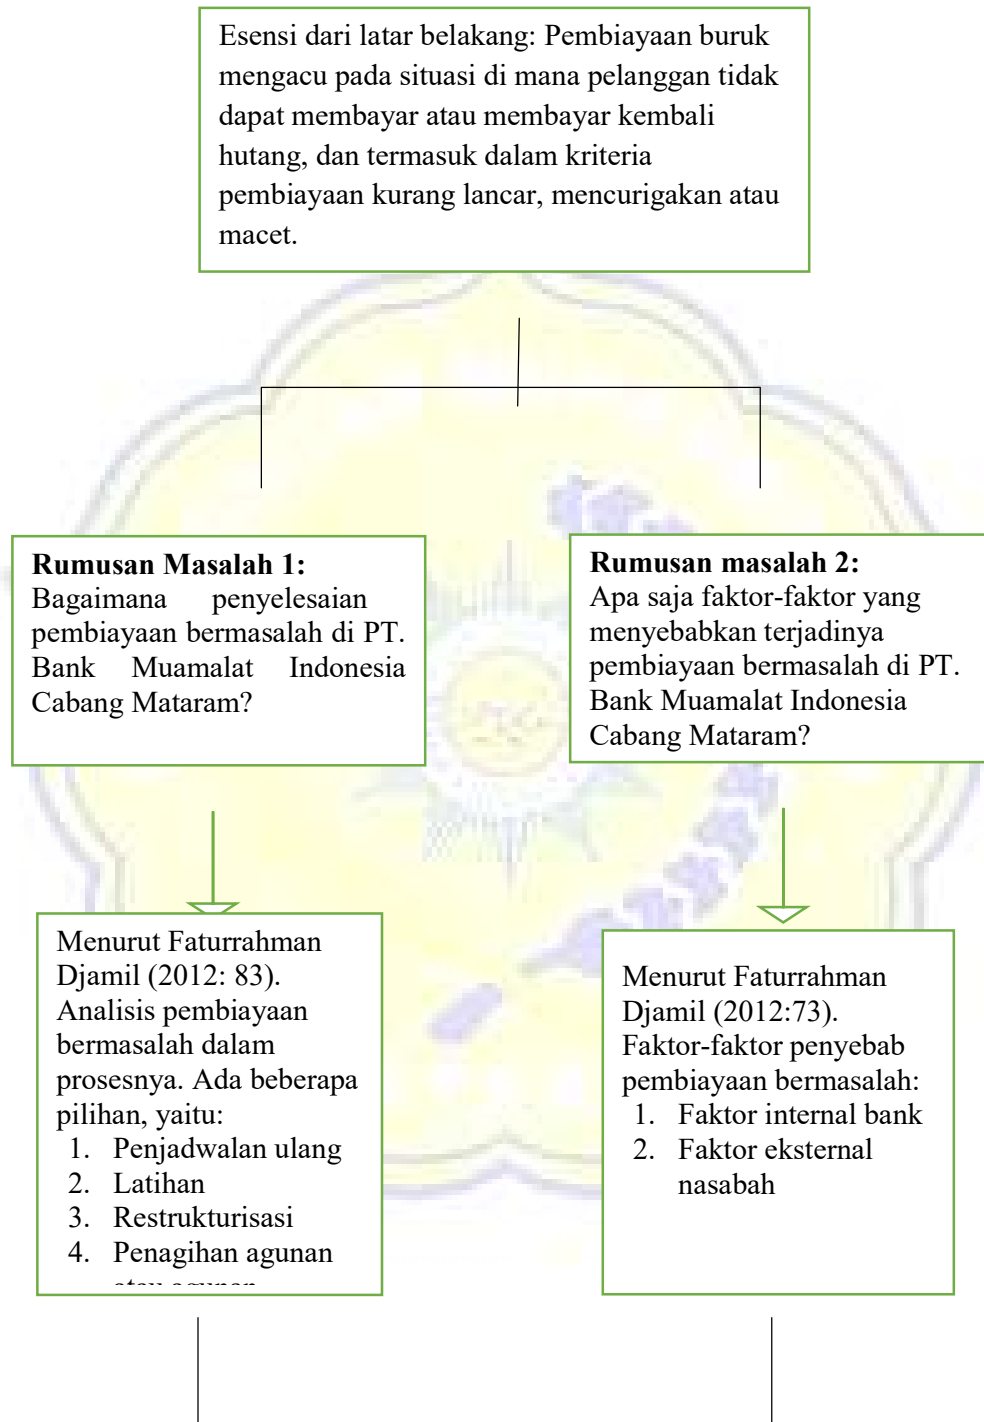 Esensi dari latar belakang: Pembiayaan buruk
mengacu pada situasi di mana pelanggan tidak
dapat membayar atau membayar kembali
hutang, dan termasuk dalam kriteria
pembiayaan kurang lancar, mencurigakan atau
macet.
Rumusan Masalah 1:
Bagaimana penyelesaian
pembiayaan bermasalah di PT.
Bank Muamalat Indonesia
Cabang Mataram?
Rumusan masalah 2:
Apa saja faktor-faktor yang
menyebabkan terjadinya
pembiayaan bermasalah di PT.
Bank Muamalat Indonesia
Cabang Mataram?
Menurut Faturrahman
Djamil (2012: 83).
Analisis pembiayaan
bermasalah dalam
prosesnya. Ada beberapa
pilihan, yaitu:
1. Penjadwalan ulang
2. Latihan
3. Restrukturisasi
4. Penagihan agunan
atau agunan
Menurut Faturrahman
Djamil (2012:73).
Faktor-faktor penyebab
pembiayaan bermasalah:
1. Faktor internal bank
2. Faktor eksternal
nasabah